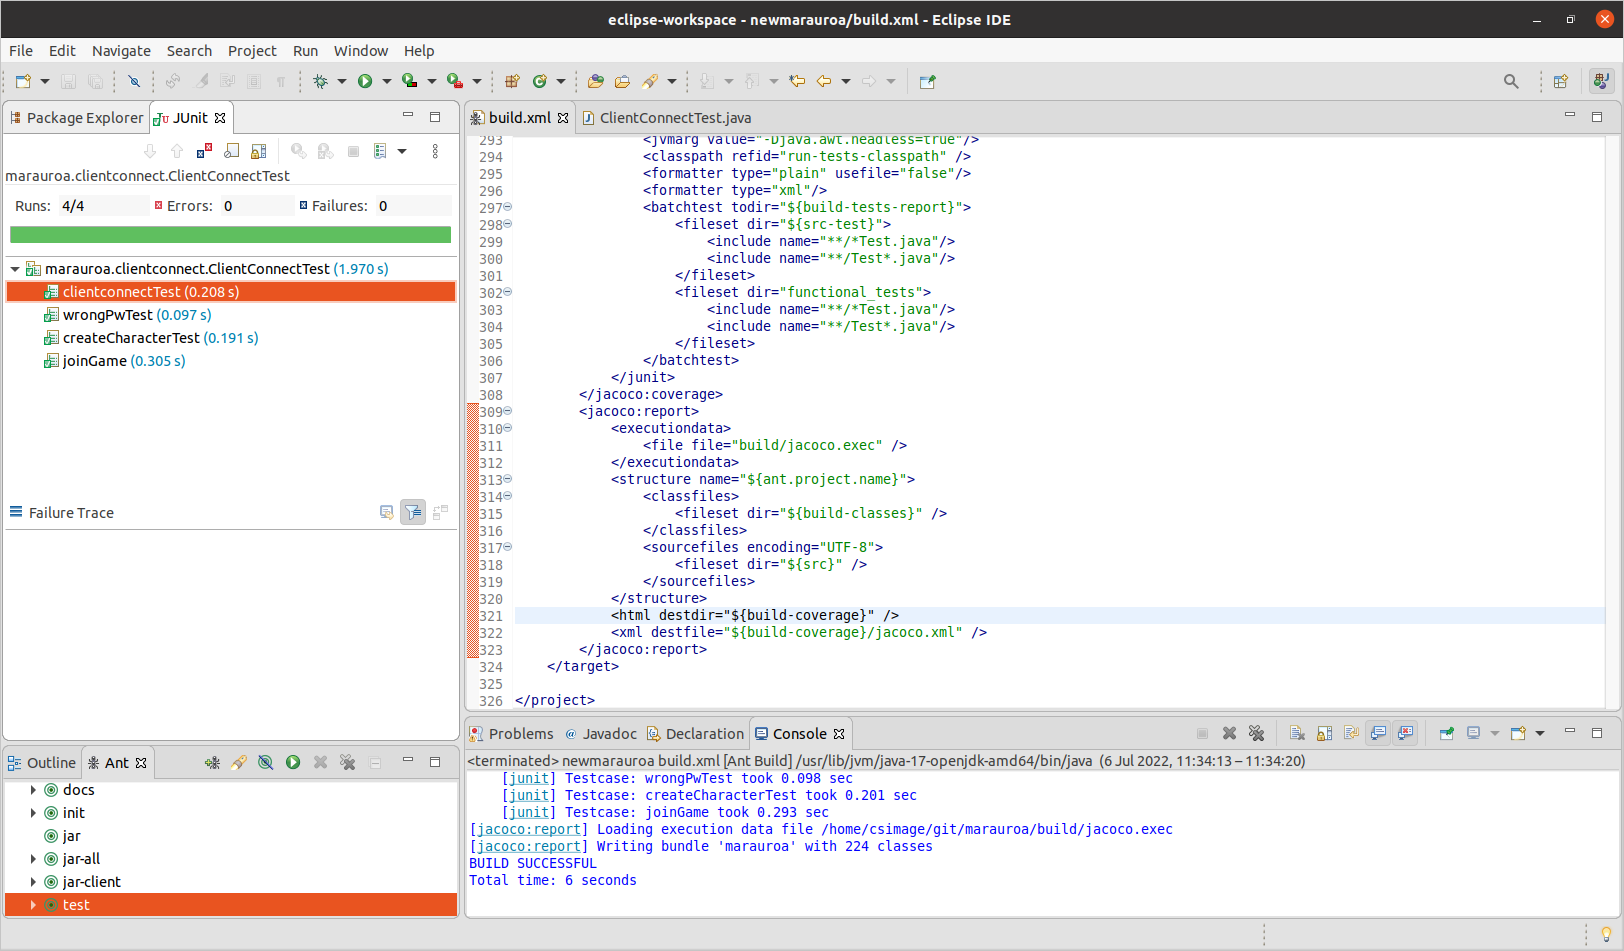 eclipse-workspace - newmarauroa/build.xml - Eclipse IDE
File Edit Navigate Search Project Run Window Help
Package Explorer JUnit
marauroa.clientconnect.ClientConnectTest
Runs: 4/4 Errors: 0 Failures: 0
marauroa.clientconnect.ClientConnectTest (1.970 s)
clientconnectTest (0.208 s)
wrongPwTest (0.097 s)
createCharacterTest (0.191 s)
joinGame (0.305 s)
Failure Trace
Outline Ant
docs
init
jar
jar-all
jar-client
test
build.xml ClientConnectTest.java
293 <jvmarg value="-Djava.awt.headless=true"/>
294 <classpath refid="run-tests-classpath" />
295 <formatter type="plain" usefile="false"/>
296 <formatter type="xml"/>
297 <batchtest todir="${build-tests-report}">
298 <fileset dir="${src-test}">
299 <include name="**/*Test.java"/>
300 <include name="**/Test*.java"/>
301 </fileset>
302 <fileset dir="functional_tests">
303 <include name="**/*Test.java"/>
304 <include name="**/Test*.java"/>
305 </fileset>
306 </batchtest>
307 </junit>
308 </jacoco:coverage>
309 <jacoco:report>
310 <executiondata>
311 <file file="build/jacoco.exec" />
312 </executiondata>
313 <structure name="${ant.project.name}">
314 <classfiles>
315 <fileset dir="${build-classes}" />
316 </classfiles>
317 <sourcefiles encoding="UTF-8">
318 <fileset dir="${src}" />
319 </sourcefiles>
320 </structure>
321 <html destdir="${build-coverage}" />
322 <xml destfile="${build-coverage}/jacoco.xml" />
323 </jacoco:report>
324 </target>
325
326 </project>
Problems Javadoc Declaration Console
<terminated> newmarauroa build.xml [Ant Build] /usr/lib/jvm/java-17-openjdk-amd64/bin/java (6 Jul 2022, 11:34:13 – 11:34:20)
[junit] Testcase: wrongPwTest took 0.098 sec
[junit] Testcase: createCharacterTest took 0.201 sec
[junit] Testcase: joinGame took 0.293 sec
[jacoco:report] Loading execution data file /home/csimage/git/marauroa/build/jacoco.exec
[jacoco:report] Writing bundle 'marauroa' with 224 classes
BUILD SUCCESSFUL
Total time: 6 seconds